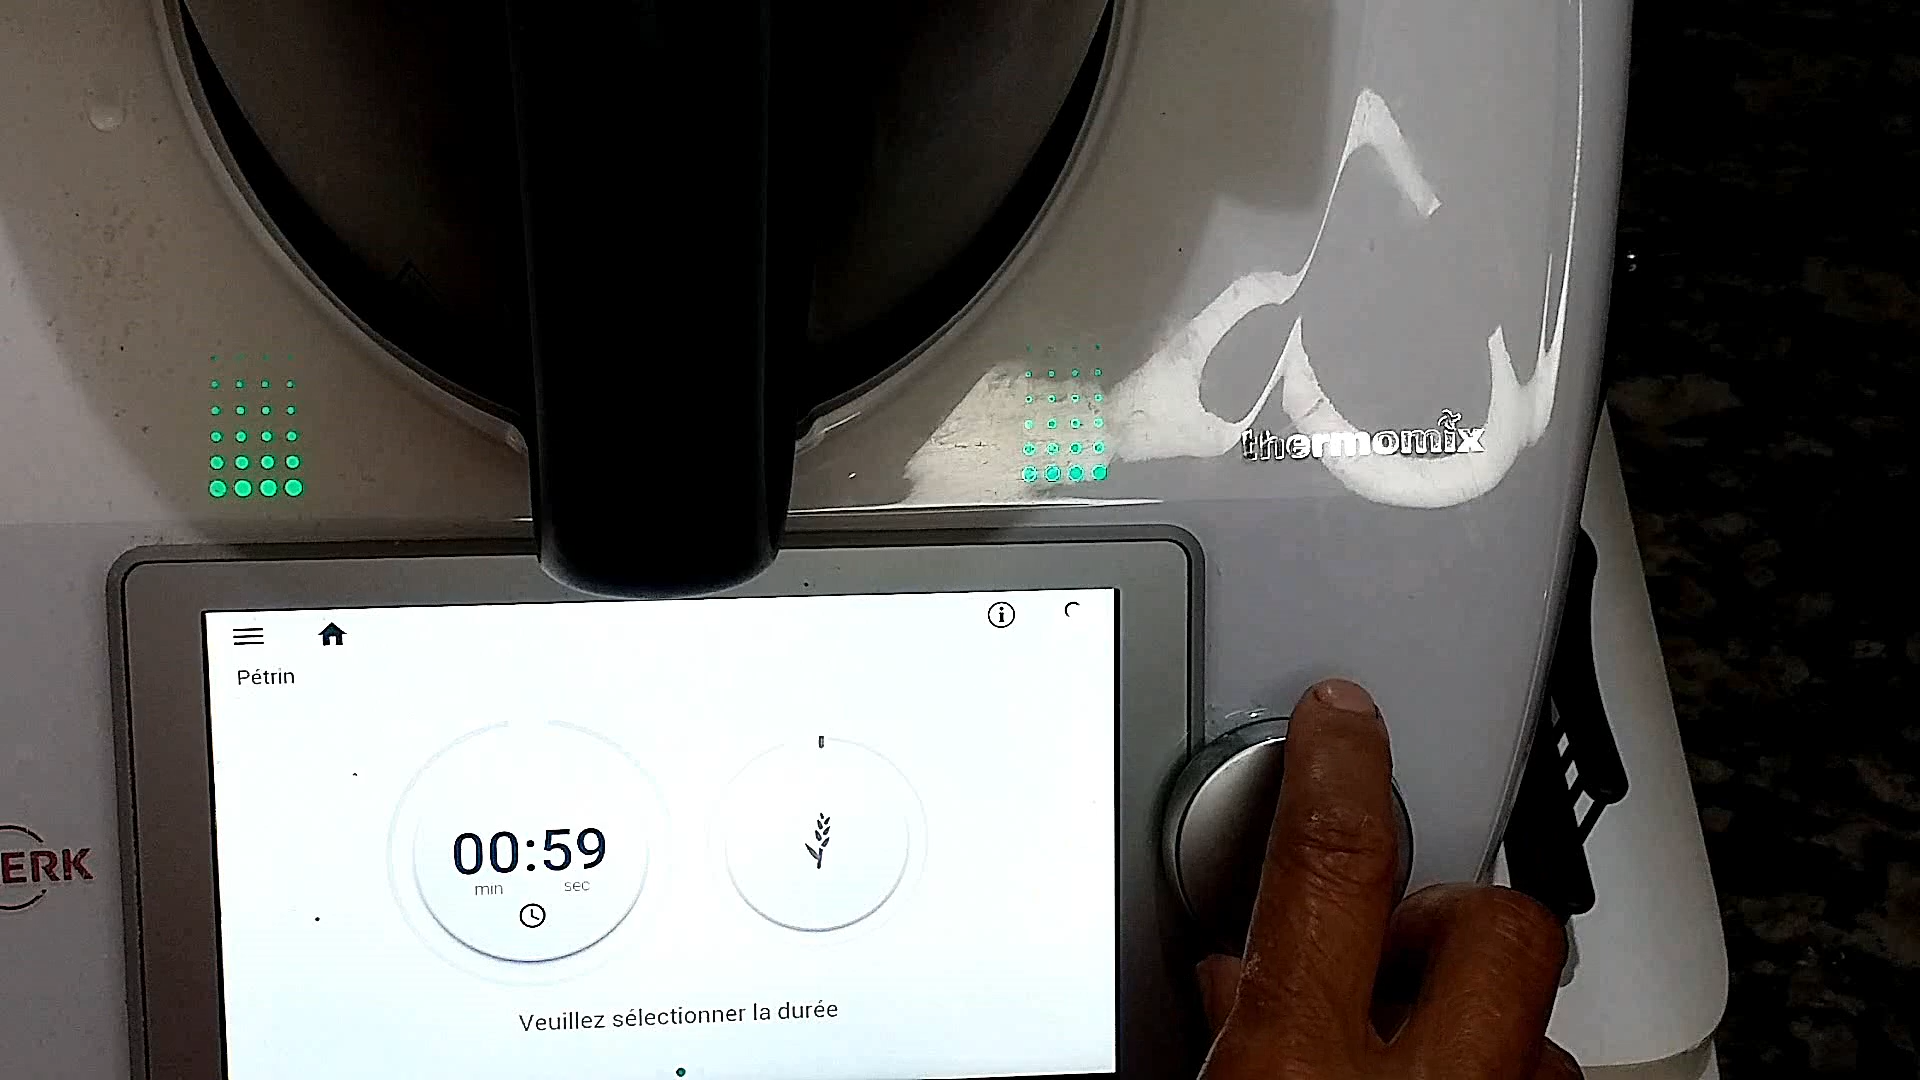 thermomix
Pétrin
00:59
min sec
ERK
Veuillez sélectionner la durée